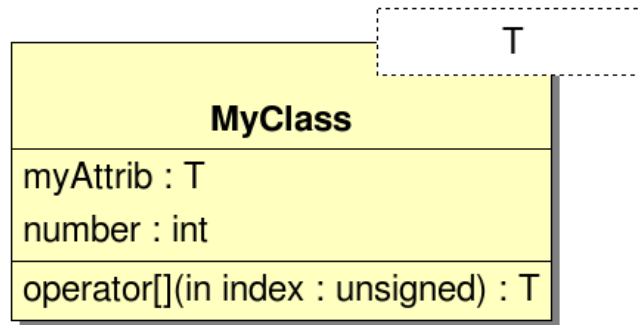 T
MyClass
myAttrib : T
number : int
operator[](in index : unsigned) : T